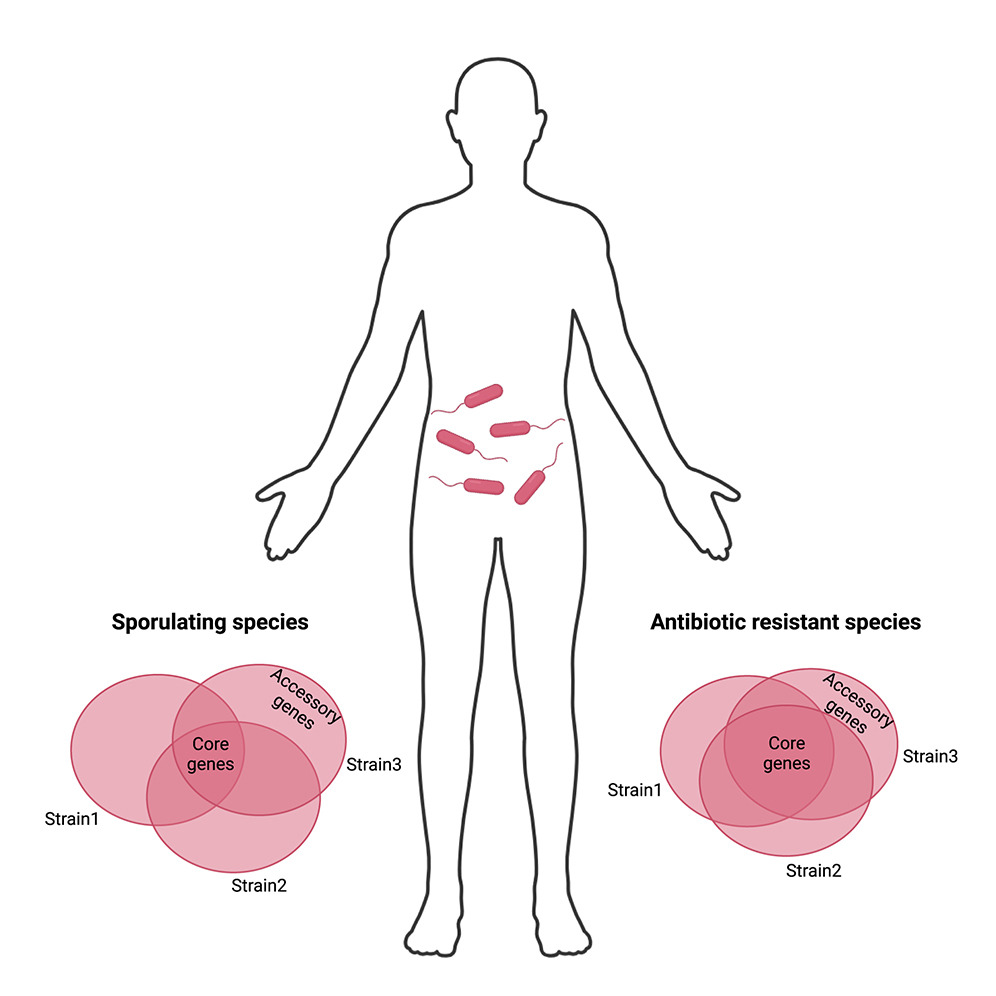 Sporulating species
Accessory
genes
Core
genes
Strain3
Strain1
Strain2
Antibiotic resistant species
Accessory
genes
Core
genes
Strain3
Strain1
Strain2